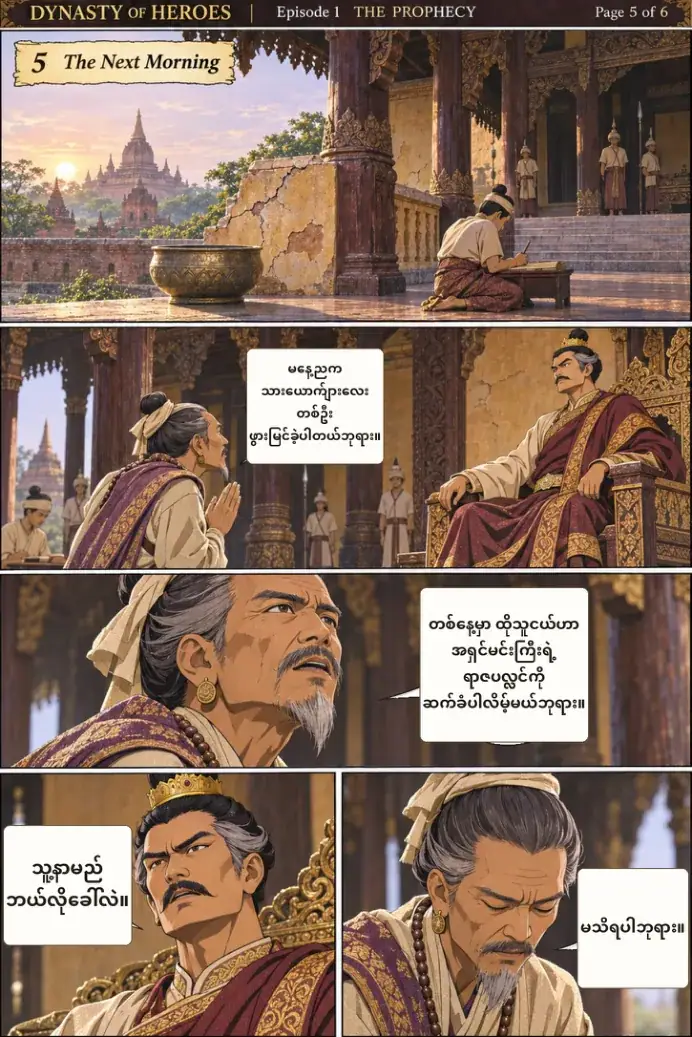 DYNASTY OF HEROES | Episode 1 THE PROPHECY Page 5 of 6
5 The Next Morning
မနေ့ညက
သားယောက်ျားလေး
တစ်ဦး
ဖွားမြင်ခဲ့ပါတယ်ဘုရား။
တစ်နေ့မှာ ထိုသူငယ်ဟာ
အရှင်မင်းကြီးရဲ့
ရာဇပလ္လင်ကို
ဆက်ခံပါလိမ့်မယ်ဘုရား။
သူ့နာမည်
ဘယ်လိုခေါ်လဲ။
မသိရပါဘုရား။